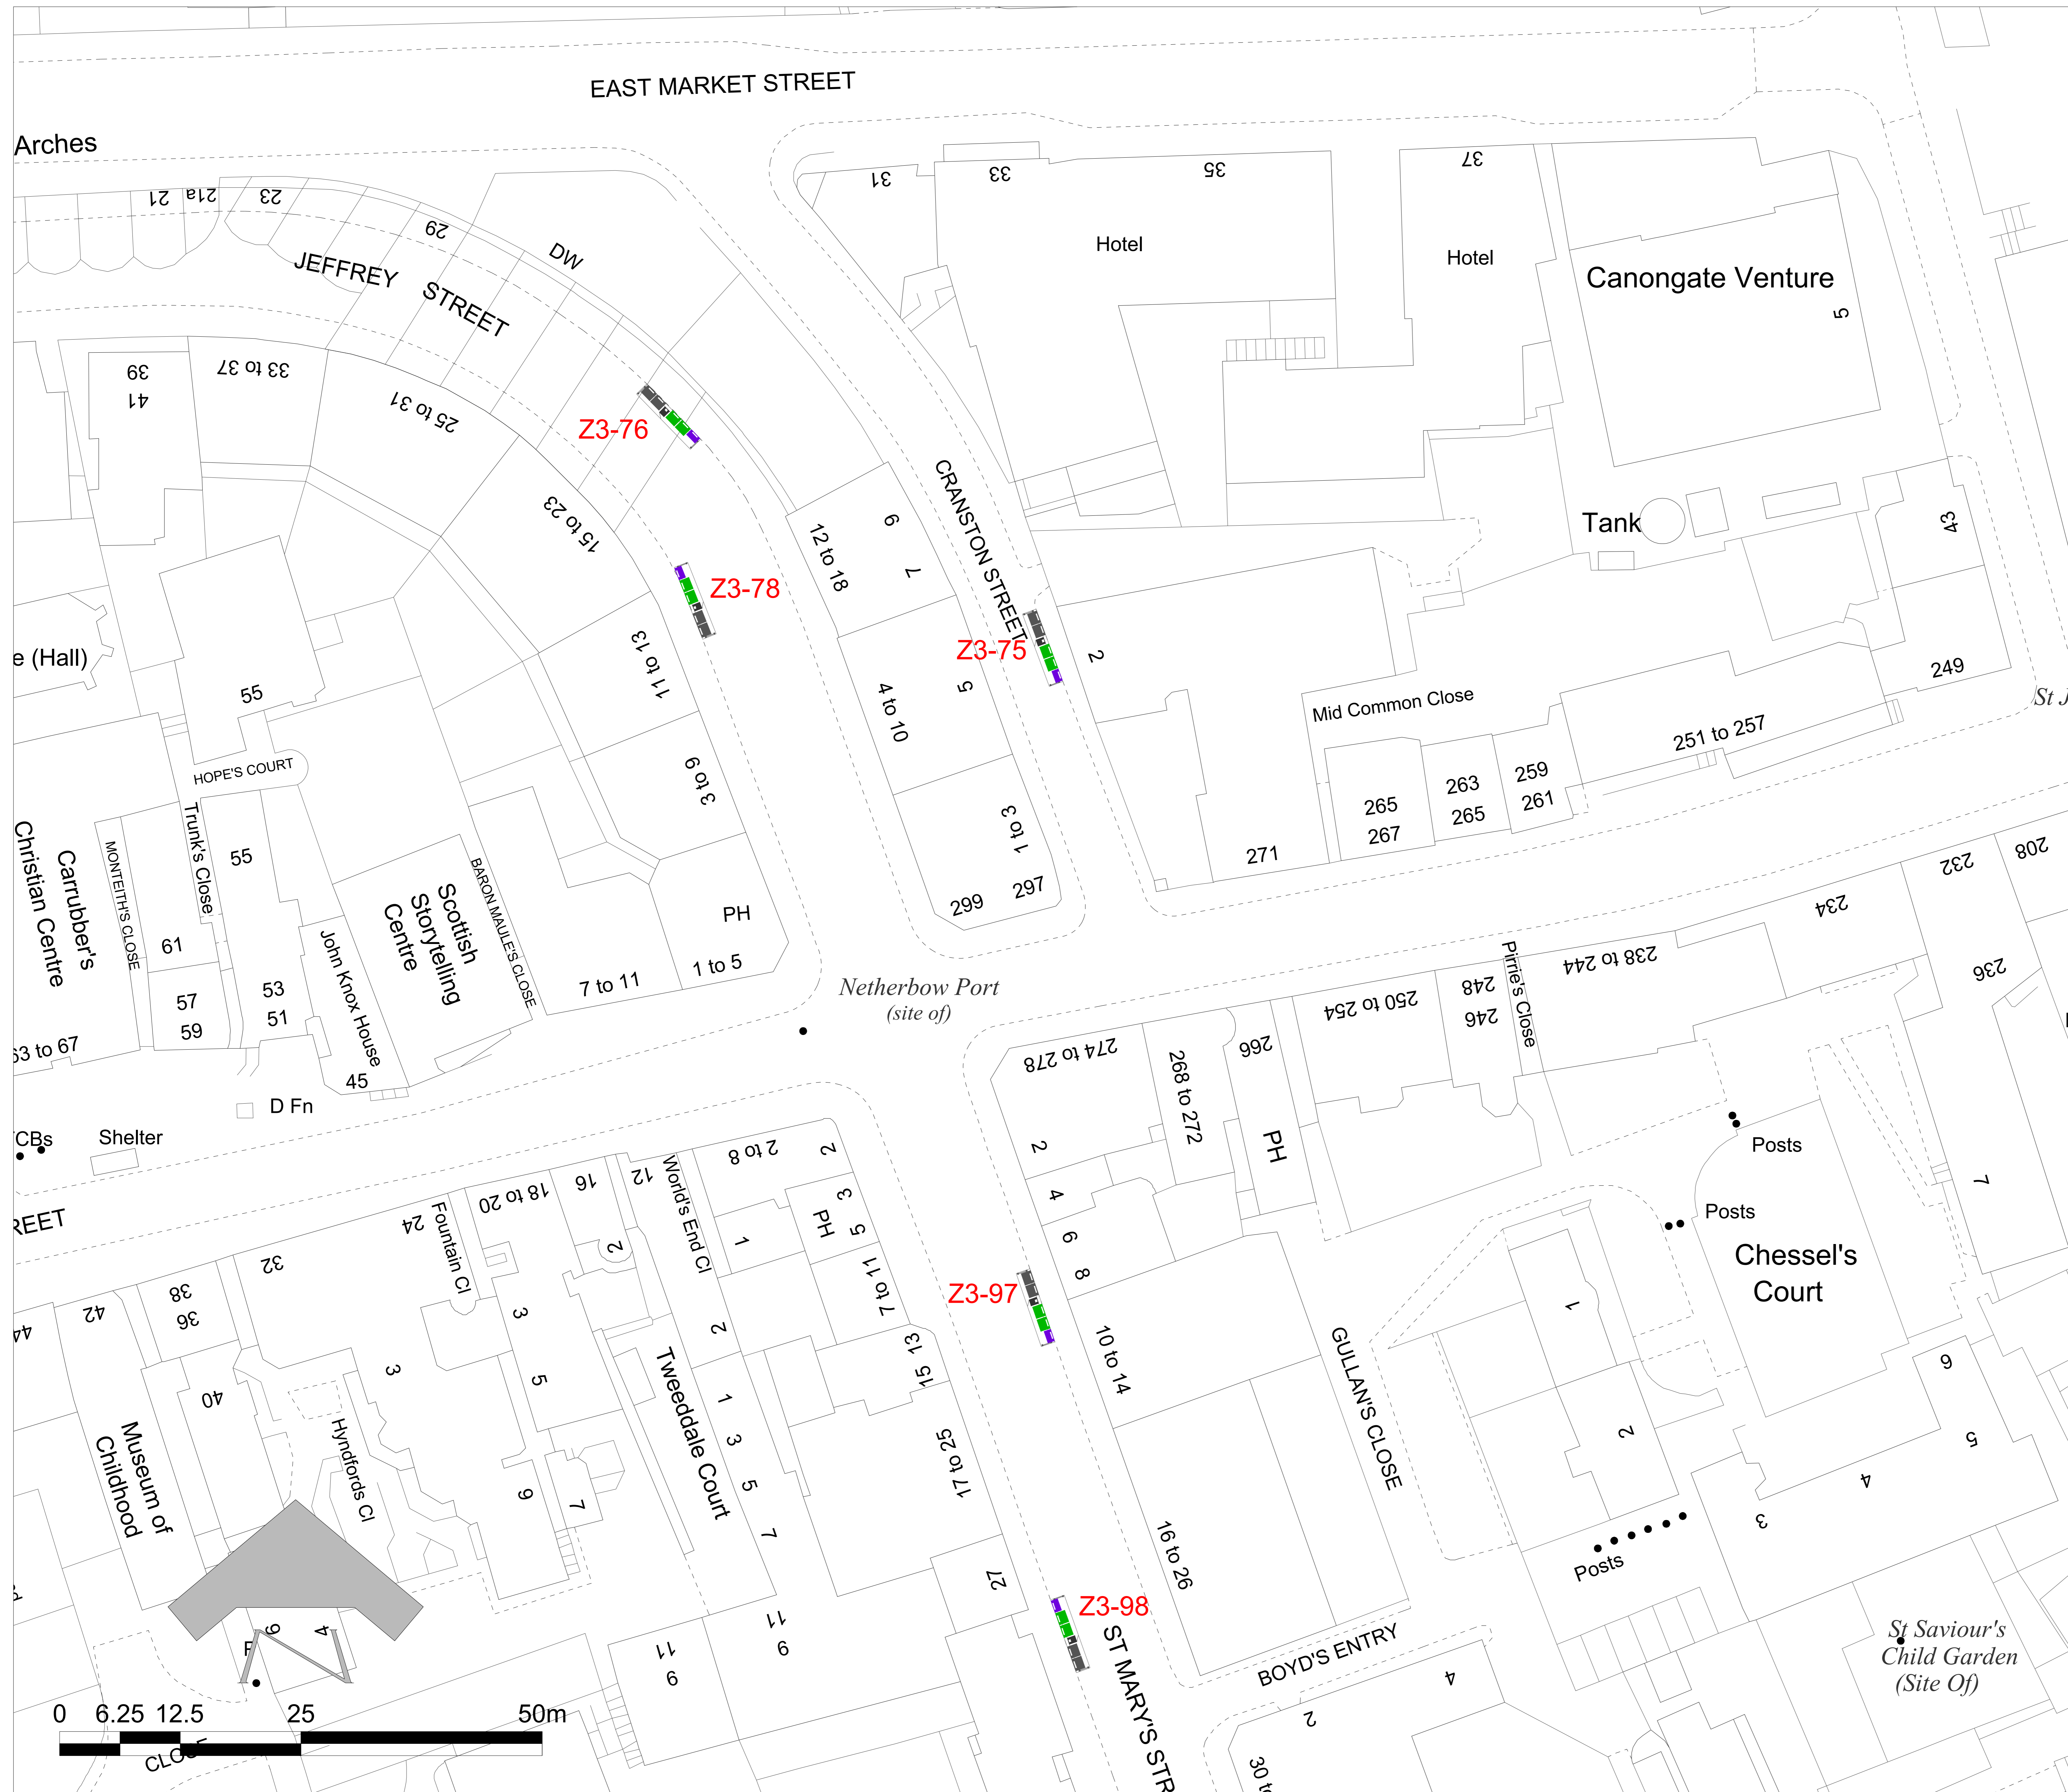 EAST MARKET STREET
Arches
21
21a
23
29
DW
JEFFREY STREET
31
33
35
37
Hotel
Hotel
Canongate Venture
5
39
41
33 to 37
25 to 31
15 to 23
Z3-76
Z3-78
Z3-75
12 to 18
6
7
CRANSTON STREET
Tank
43
e (Hall)
55
11 to 13
4 to 10
5
2
Mid Common Close
249
St J
251 to 257
HOPE'S COURT
3 to 9
1 to 3
265
267
263
265
259
261
271
Carrubber's
Christian Centre
MONTEITH'S CLOSE
Trunk's Close
55
61
57
59
53
51
John Knox House
45
Scottish
Storytelling
Centre
BARON MAULE'S CLOSE
7 to 11
PH
1 to 5
299
297
Netherbow Port
(site of)
63 to 67
D Fn
Shelter
TCBs
REET
208
232
234
236
238 to 244
Pirrie's Close
248
246
250 to 254
266
PH
268 to 272
274 to 278
2
4
6
8
Posts
Posts
Chessel's
Court
7
2 to 8
2
3
5
PH
7 to 11
1
World's End Cl
12
16
2
18 to 20
Fountain Cl
24
32
38
36
42
44
40
3
3
5
2
13
15
Z3-97
10 to 14
GULLAN'S CLOSE
1
2
6
5
4
3
Posts
Museum of
Childhood
Hyndfords Cl
9
7
Tweeddale Court
1
3
5
7
17 to 25
27
16 to 26
Z3-98
ST MARY'S STR
BOYD'S ENTRY
4
2
30 to
St Saviour's
Child Garden
(Site Of)
11
9
11
9
6
4
0 6.25 12.5 25 50m
CLOSE